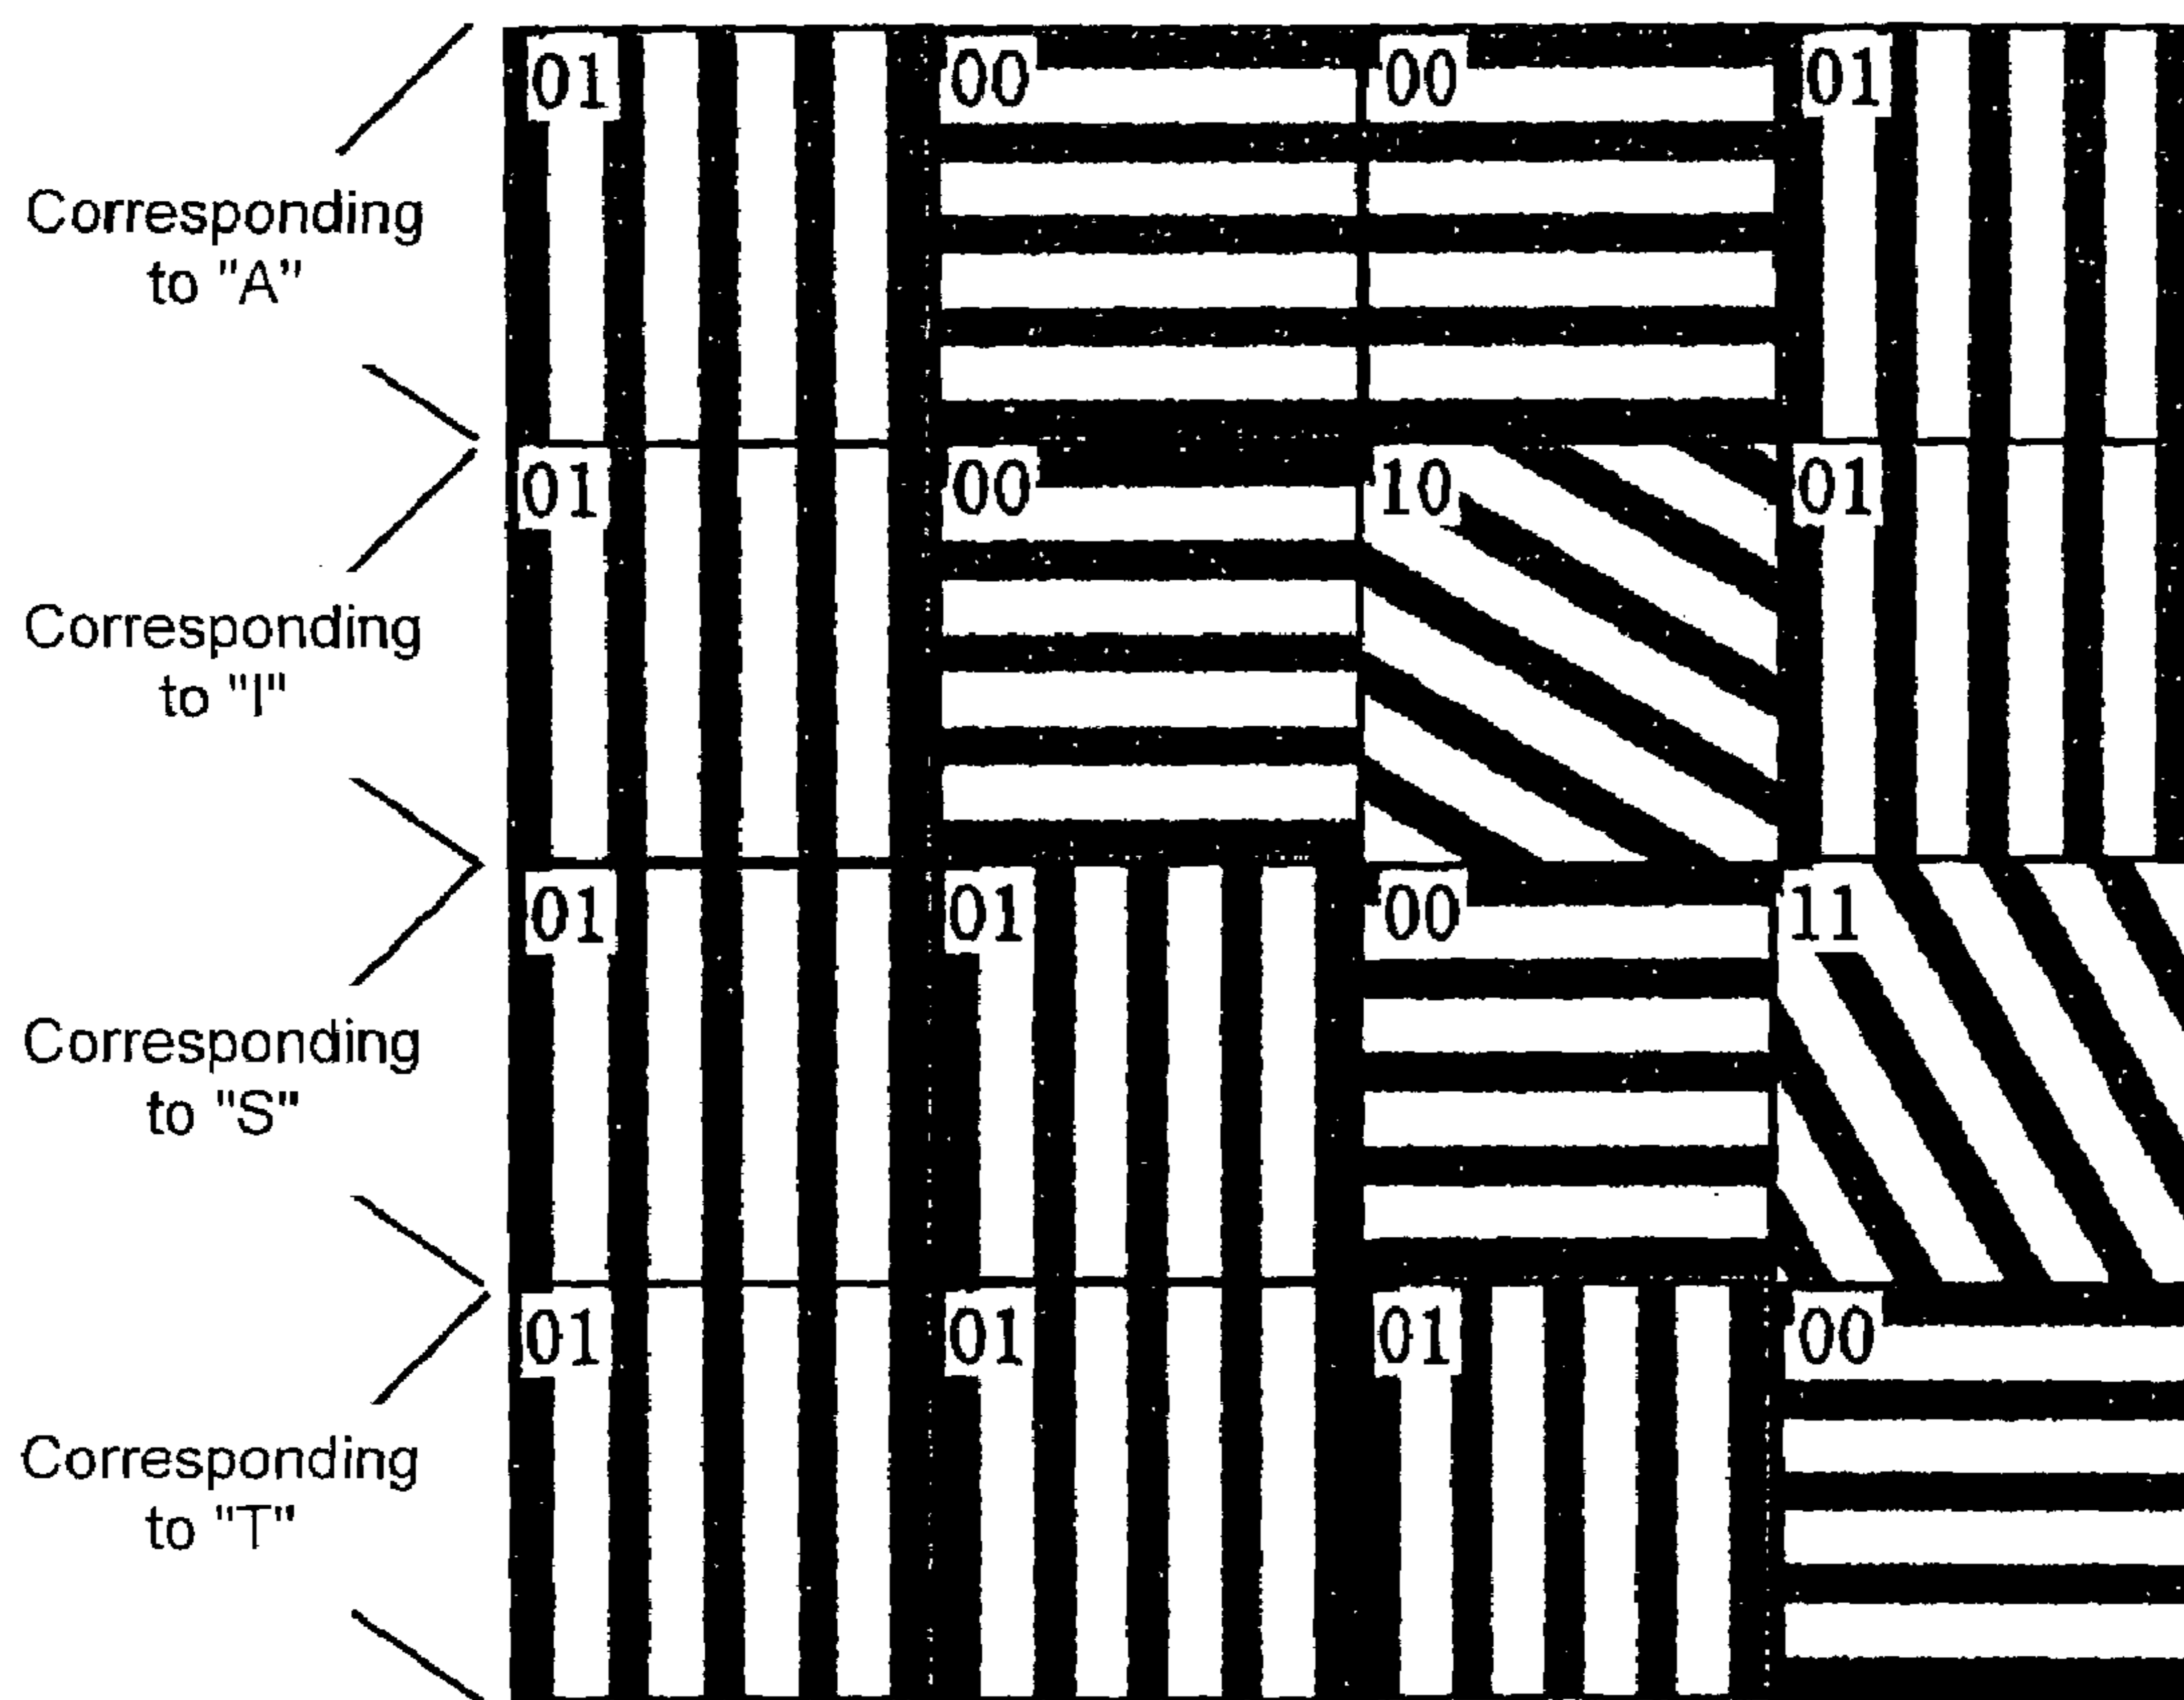 01 00 00 01
Corresponding
to "A"
01 00 10 01
Corresponding
to "I"
01 01 00 11
Corresponding
to "S"
01 01 01 00
Corresponding
to "T"